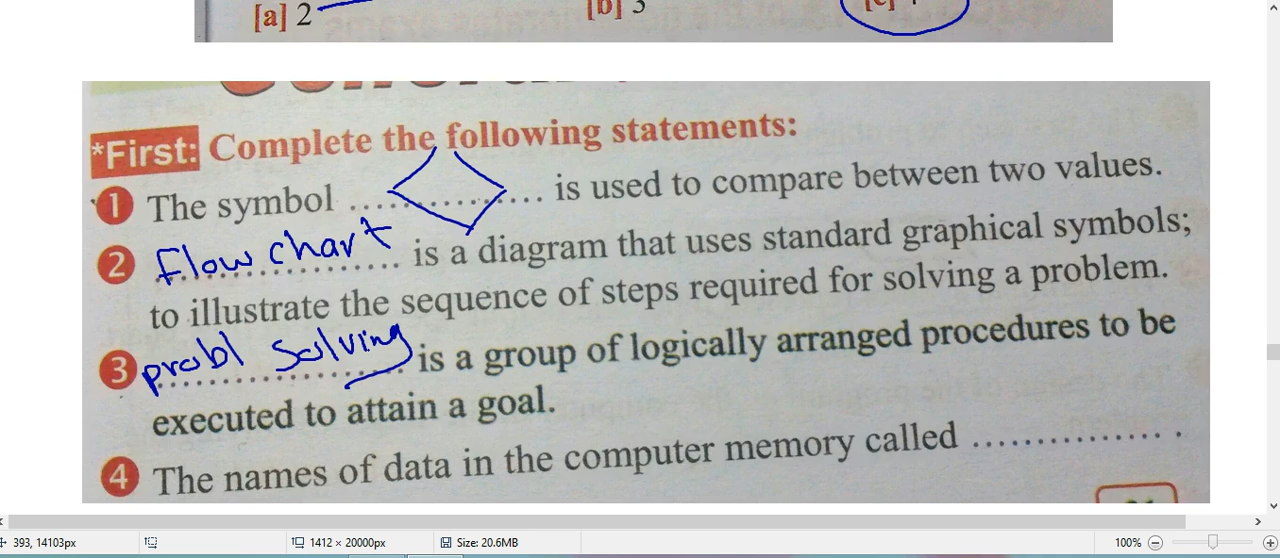 [a] 2
[b] 3
*First: Complete the following statements:
1 The symbol .................. is used to compare between two values.
2 flow chart is a diagram that uses standard graphical symbols;
to illustrate the sequence of steps required for solving a problem.
3 probl solving is a group of logically arranged procedures to be
executed to attain a goal.
4 The names of data in the computer memory called ................ .
393, 14103px
1412 × 20000px
Size: 20.6MB
100%